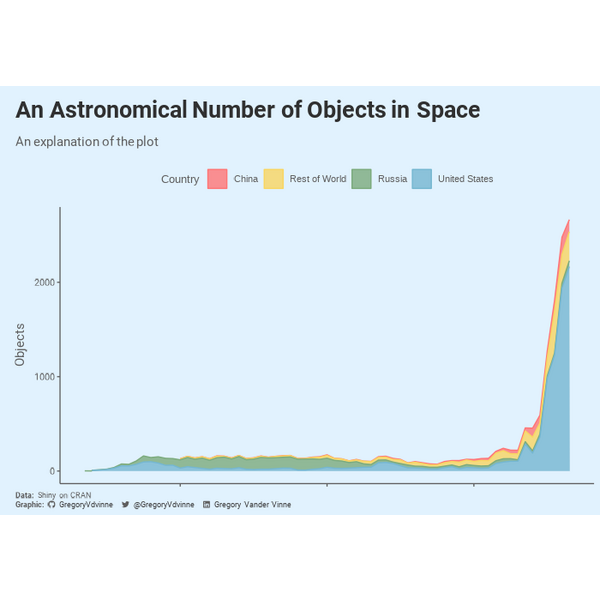 An Astronomical Number of Objects in Space
An explanation of the plot
Country China Rest of World Russia United States
2000
1000
0
Objects
Data: Shiny on CRAN
Graphic: GregoryVdvinne @GregoryVdvinne Gregory Vander Vinne